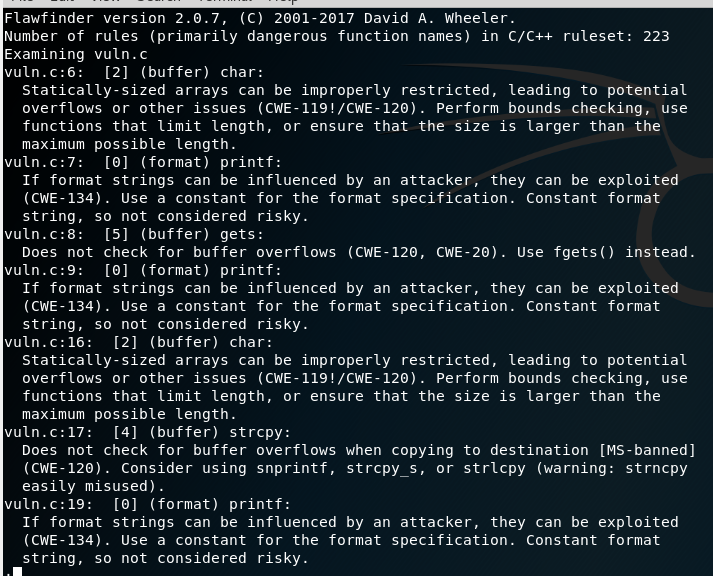 Flawfinder version 2.0.7, (C) 2001-2017 David A. Wheeler.
Number of rules (primarily dangerous function names) in C/C++ ruleset: 223
Examining vuln.c
vuln.c:6:  [2] (buffer) char:
  Statically-sized arrays can be improperly restricted, leading to potential
  overflows or other issues (CWE-119!/CWE-120). Perform bounds checking, use
  functions that limit length, or ensure that the size is larger than the
  maximum possible length.
vuln.c:7:  [0] (format) printf:
  If format strings can be influenced by an attacker, they can be exploited
  (CWE-134). Use a constant for the format specification. Constant format
  string, so not considered risky.
vuln.c:8:  [5] (buffer) gets:
  Does not check for buffer overflows (CWE-120, CWE-20). Use fgets() instead.
vuln.c:9:  [0] (format) printf:
  If format strings can be influenced by an attacker, they can be exploited
  (CWE-134). Use a constant for the format specification. Constant format
  string, so not considered risky.
vuln.c:16:  [2] (buffer) char:
  Statically-sized arrays can be improperly restricted, leading to potential
  overflows or other issues (CWE-119!/CWE-120). Perform bounds checking, use
  functions that limit length, or ensure that the size is larger than the
  maximum possible length.
vuln.c:17:  [4] (buffer) strcpy:
  Does not check for buffer overflows when copying to destination [MS-banned]
  (CWE-120). Consider using snprintf, strcpy_s, or strlcpy (warning: strncpy
  easily misused).
vuln.c:19:  [0] (format) printf:
  If format strings can be influenced by an attacker, they can be exploited
  (CWE-134). Use a constant for the format specification. Constant format
  string, so not considered risky.